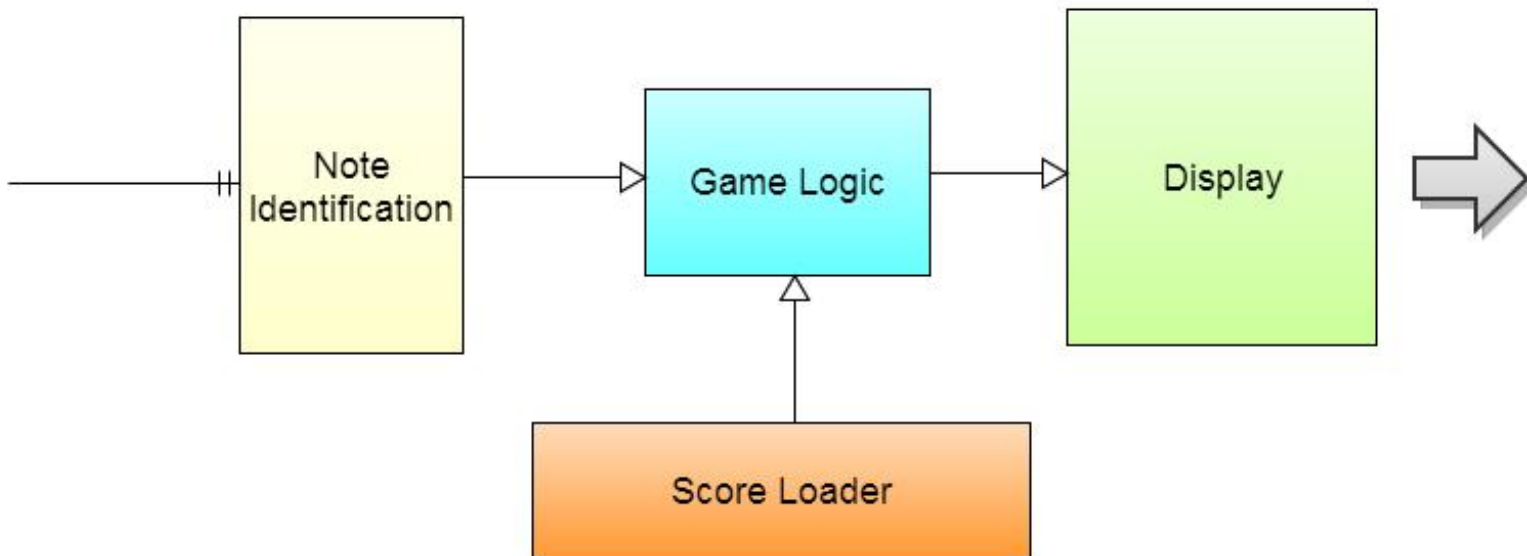 Note
Identification
Game Logic
Display
Score Loader